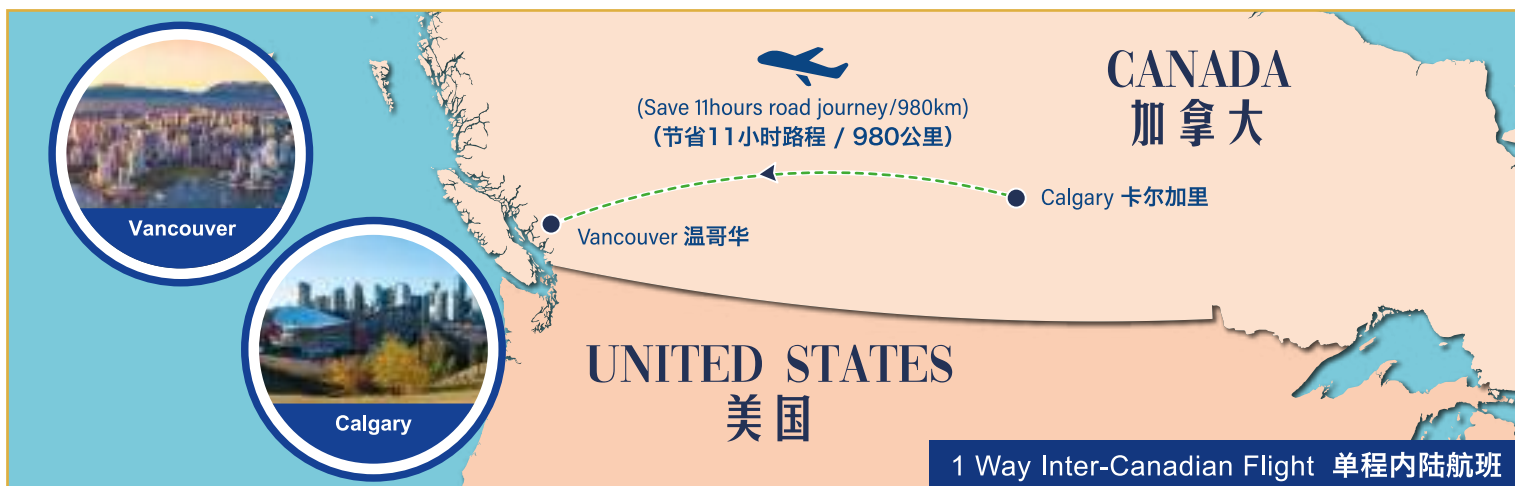 CANADA
加拿大
(Save 11hours road journey/980km)
（节省11小时路程 / 980公里）
Calgary 卡尔加里
Vancouver 温哥华
Vancouver
Calgary
UNITED STATES
美国
1 Way Inter-Canadian Flight 单程内陆航班